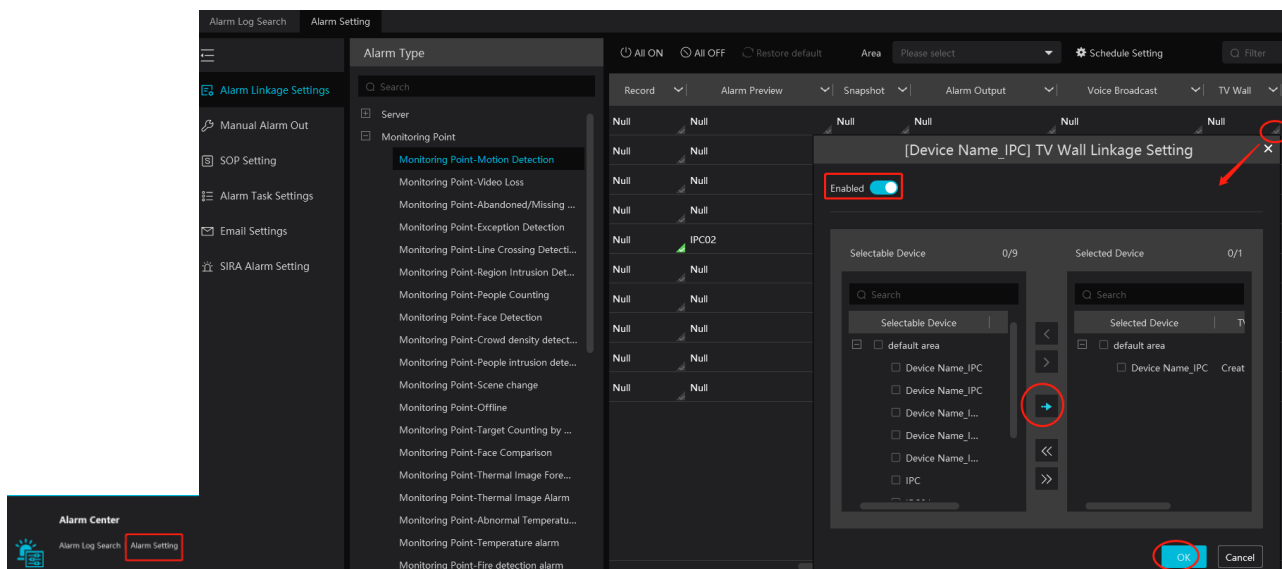 Alarm Log Search
Alarm Setting
Alarm Linkage Settings
Manual Alarm Out
SOP Setting
Alarm Task Settings
Email Settings
SIRA Alarm Setting
Alarm Type
Search
Server
Monitoring Point
Monitoring Point-Motion Detection
Monitoring Point-Video Loss
Monitoring Point-Abandoned/Missing ...
Monitoring Point-Exception Detection
Monitoring Point-Line Crossing Detecti...
Monitoring Point-Region Intrusion Det...
Monitoring Point-People Counting
Monitoring Point-Face Detection
Monitoring Point-Crowd density detect...
Monitoring Point-People intrusion dete...
Monitoring Point-Scene change
Monitoring Point-Offline
Monitoring Point-Target Counting by ...
Monitoring Point-Face Comparison
Monitoring Point-Thermal Image Fore...
Monitoring Point-Thermal Image Alarm
Monitoring Point-Abnormal Temperatu...
Monitoring Point-Temperature alarm
Monitoring Point-Fire detection alarm
All ON All OFF Restore default Area Please select Schedule Setting Filter
Record Alarm Preview Snapshot Alarm Output Voice Broadcast TV Wall
Null Null Null Null Null Null
Null Null
Null Null
Null Null
Null IPC02
Null Null
Null Null
Null Null
Null Null
Null Null
[Device Name_IPC] TV Wall Linkage Setting
Enabled
Selectable Device 0/9
Search
Selectable Device
default area
Device Name_IPC
Device Name_IPC
Device Name_I...
Device Name_I...
Device Name_I...
IPC
Selected Device 0/1
Search
Selected Device
default area
Device Name_IPC Creat
OK Cancel
Alarm Center
Alarm Log Search Alarm Setting